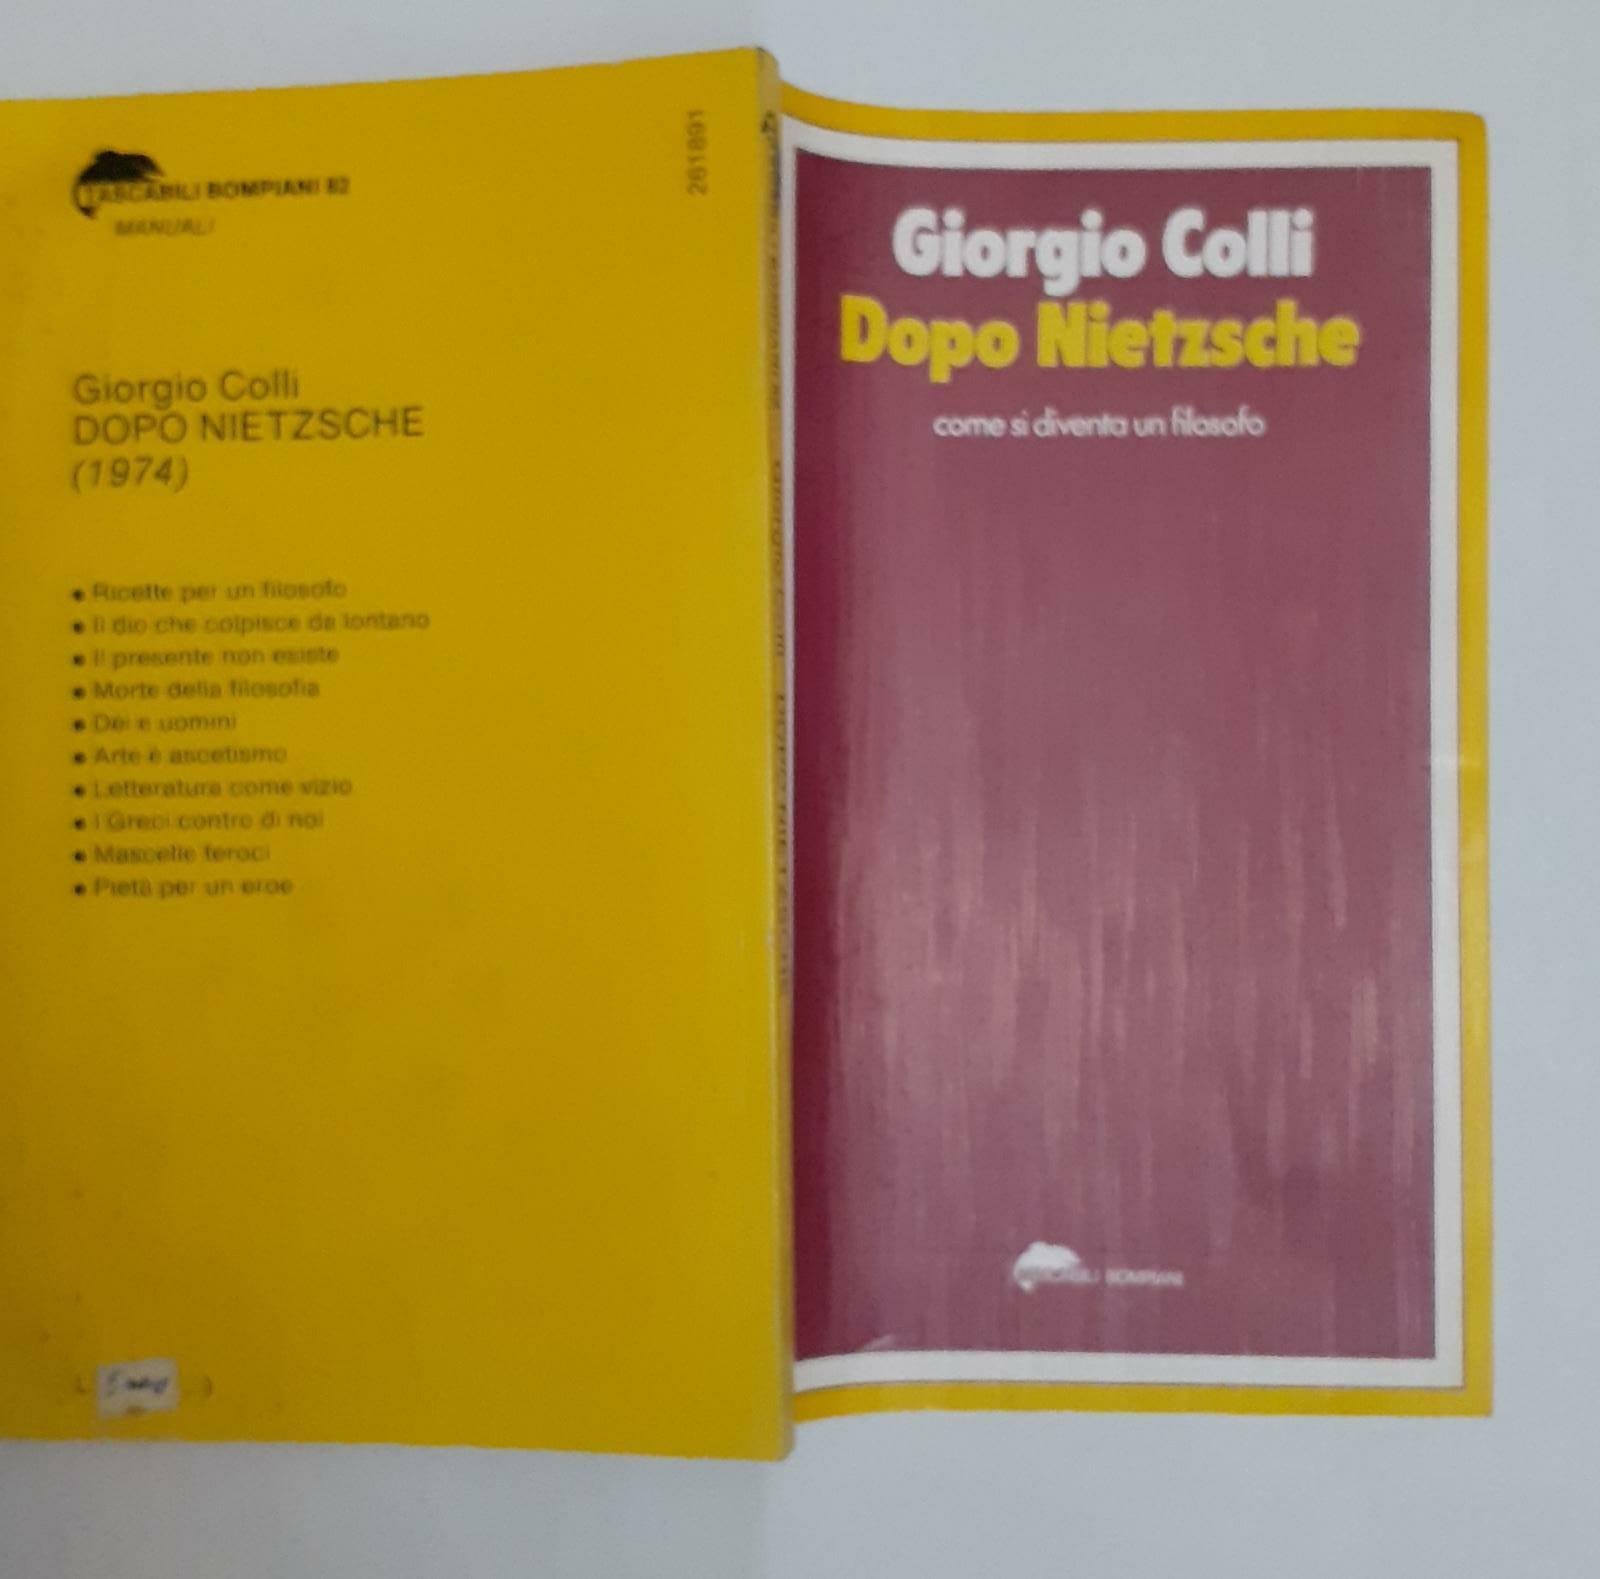 TASCABILI BOMPIANI 82
MANUALI
261891
Giorgio Colli
DOPO NIETZSCHE
(1974)
• Ricette per un filosofo
• Il dio che colpisce da lontano
• Il presente non esiste
• Morte della filosofia
• Dei e uomini
• Arte è ascetismo
• Letteratura come vizio
• I Greci contro di noi
• Mascelle feroci
• Pietà per un eroe
Giorgio Colli
Dopo Nietzsche
come si diventa un filosofo
TASCABILI BOMPIANI